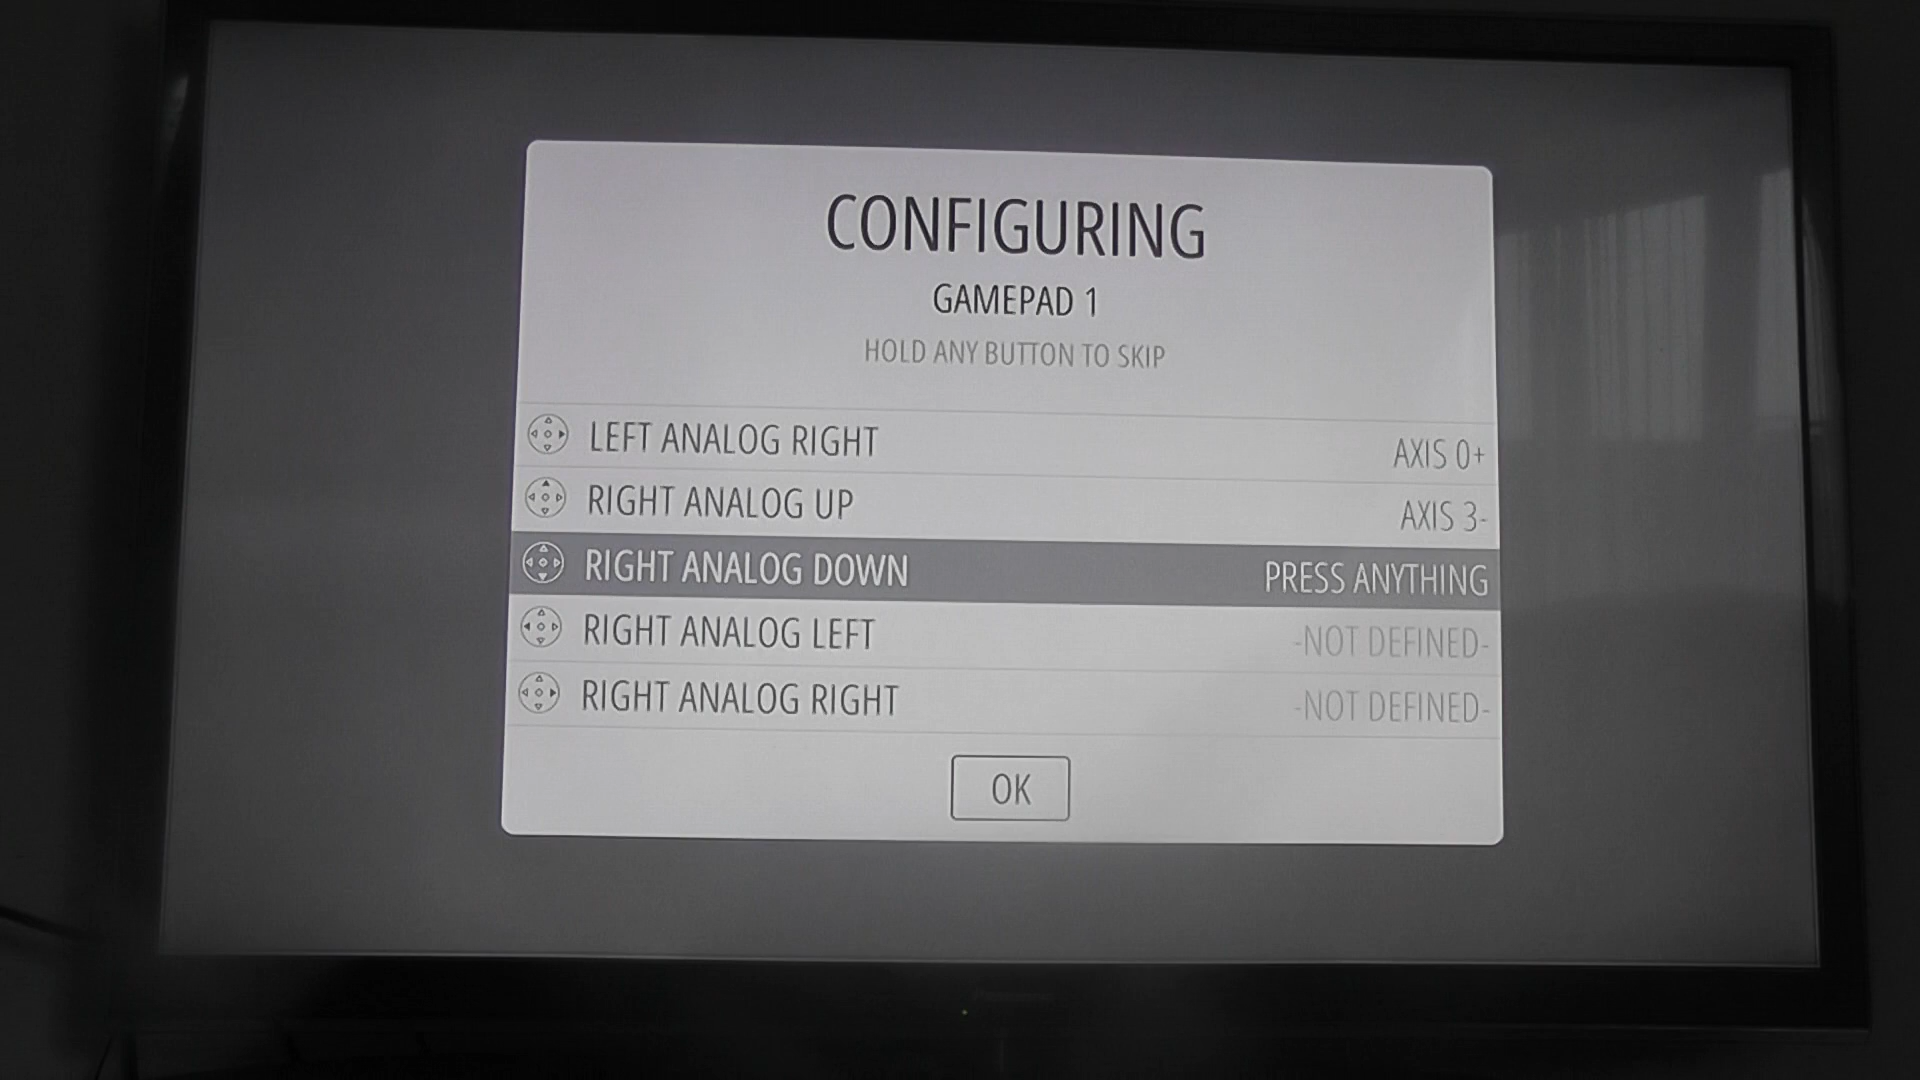 CONFIGURING
GAMEPAD 1
HOLD ANY BUTTON TO SKIP
LEFT ANALOG RIGHT AXIS 0+
RIGHT ANALOG UP AXIS 3-
RIGHT ANALOG DOWN PRESS ANYTHING
RIGHT ANALOG LEFT -NOT DEFINED-
RIGHT ANALOG RIGHT -NOT DEFINED-
OK